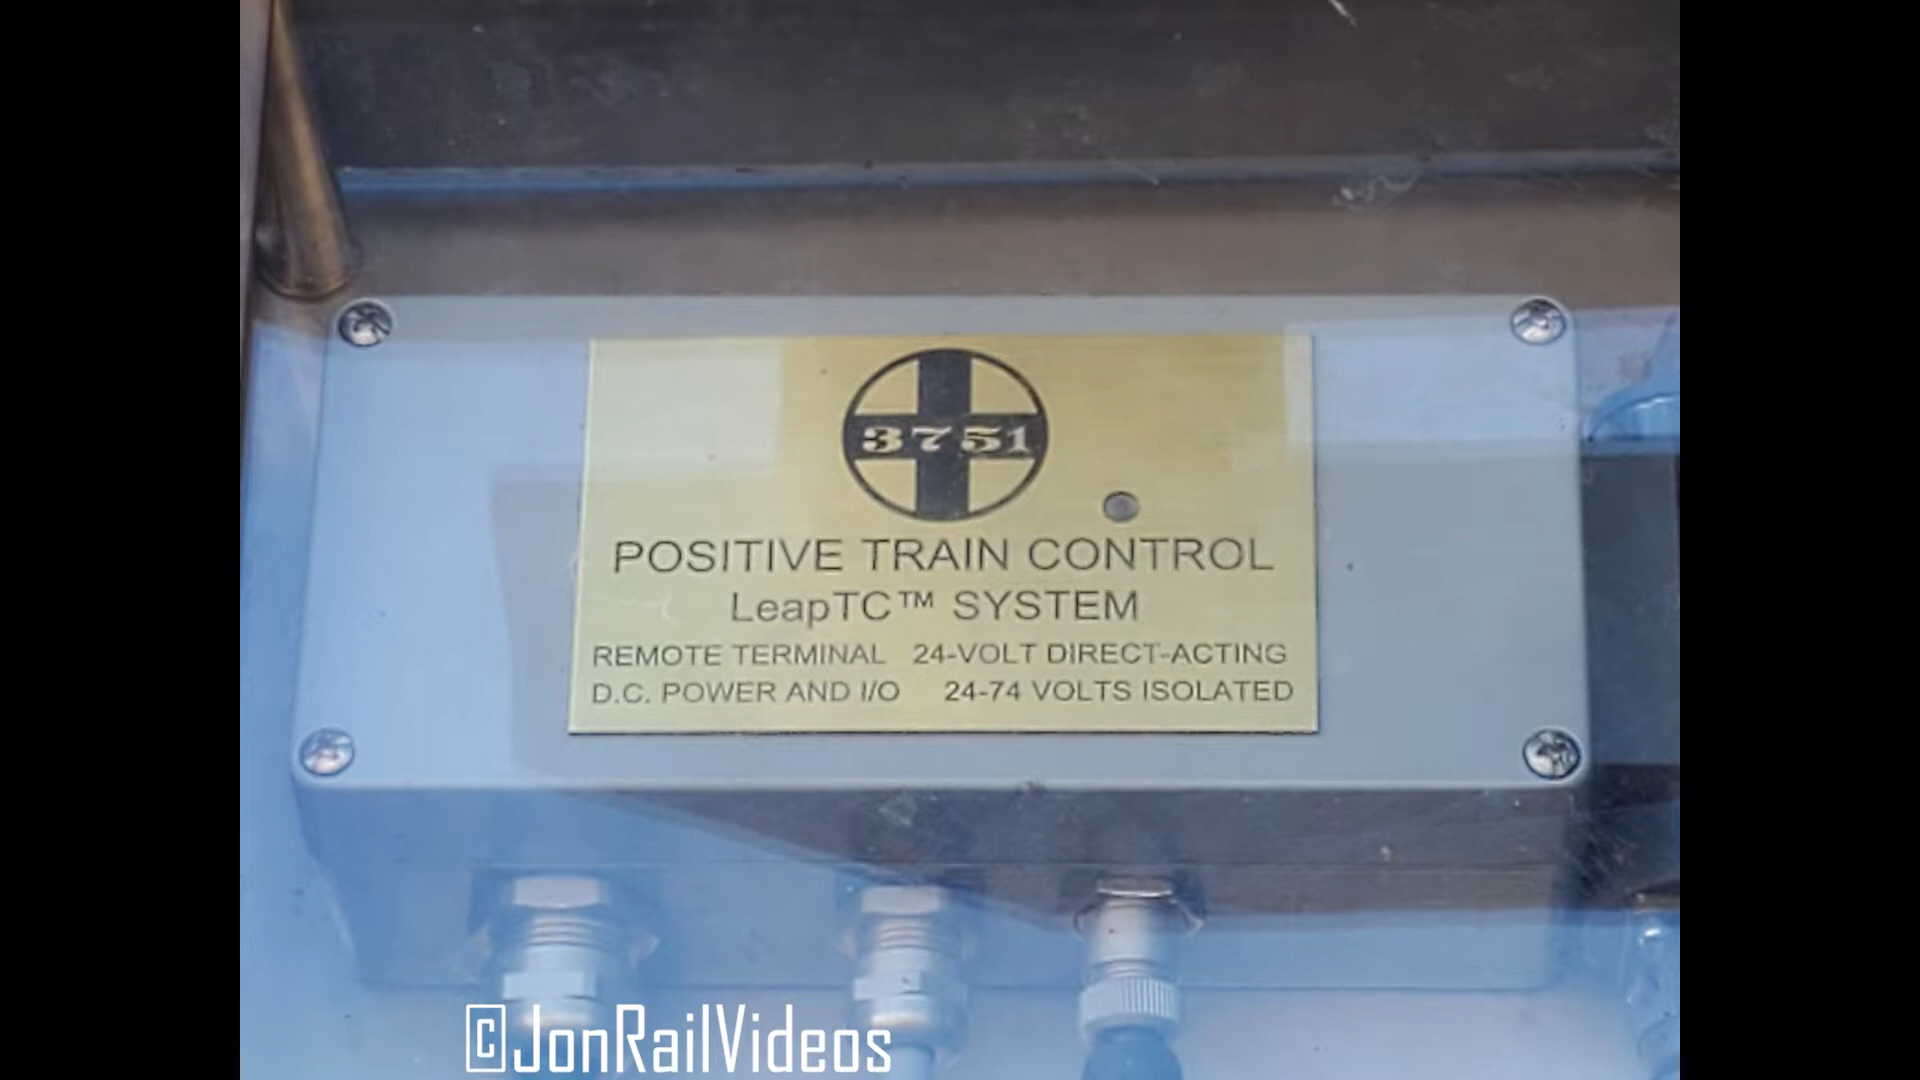 3751
POSITIVE TRAIN CONTROL
LeapTC™ SYSTEM
REMOTE TERMINAL 24-VOLT DIRECT-ACTING
D.C. POWER AND I/O 24-74 VOLTS ISOLATED
©JonRailVideos